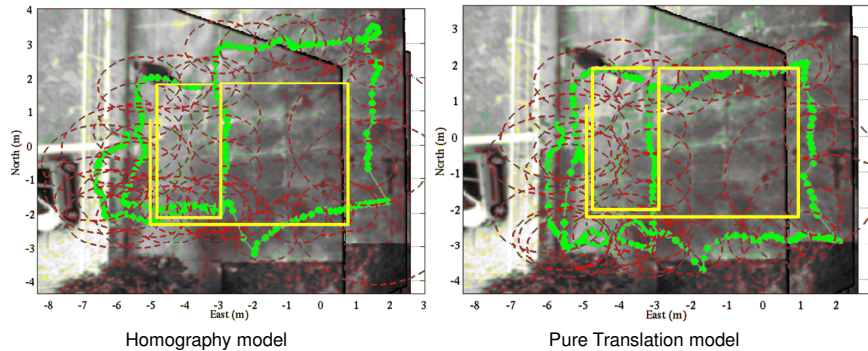 4
3
2
1
0
-1
-2
-3
-4
North (m)
-8 -7 -6 -5 -4 -3 -2 -1 0 1 2 3
East (m)
Homography model
3
2
1
0
-1
-2
-3
-4
North (m)
-8 -7 -6 -5 -4 -3 -2 -1 0 1 2
East (m)
Pure Translation model